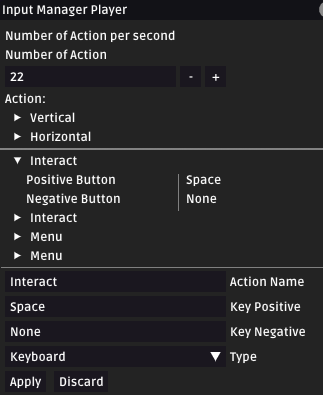 Input Manager Player
Number of Action per second
Number of Action
22 - +
Action:
Vertical
Horizontal
Interact
Positive Button Space
Negative Button None
Interact
Menu
Menu
Interact Action Name
Space Key Positive
None Key Negative
Keyboard Type
Apply Discard